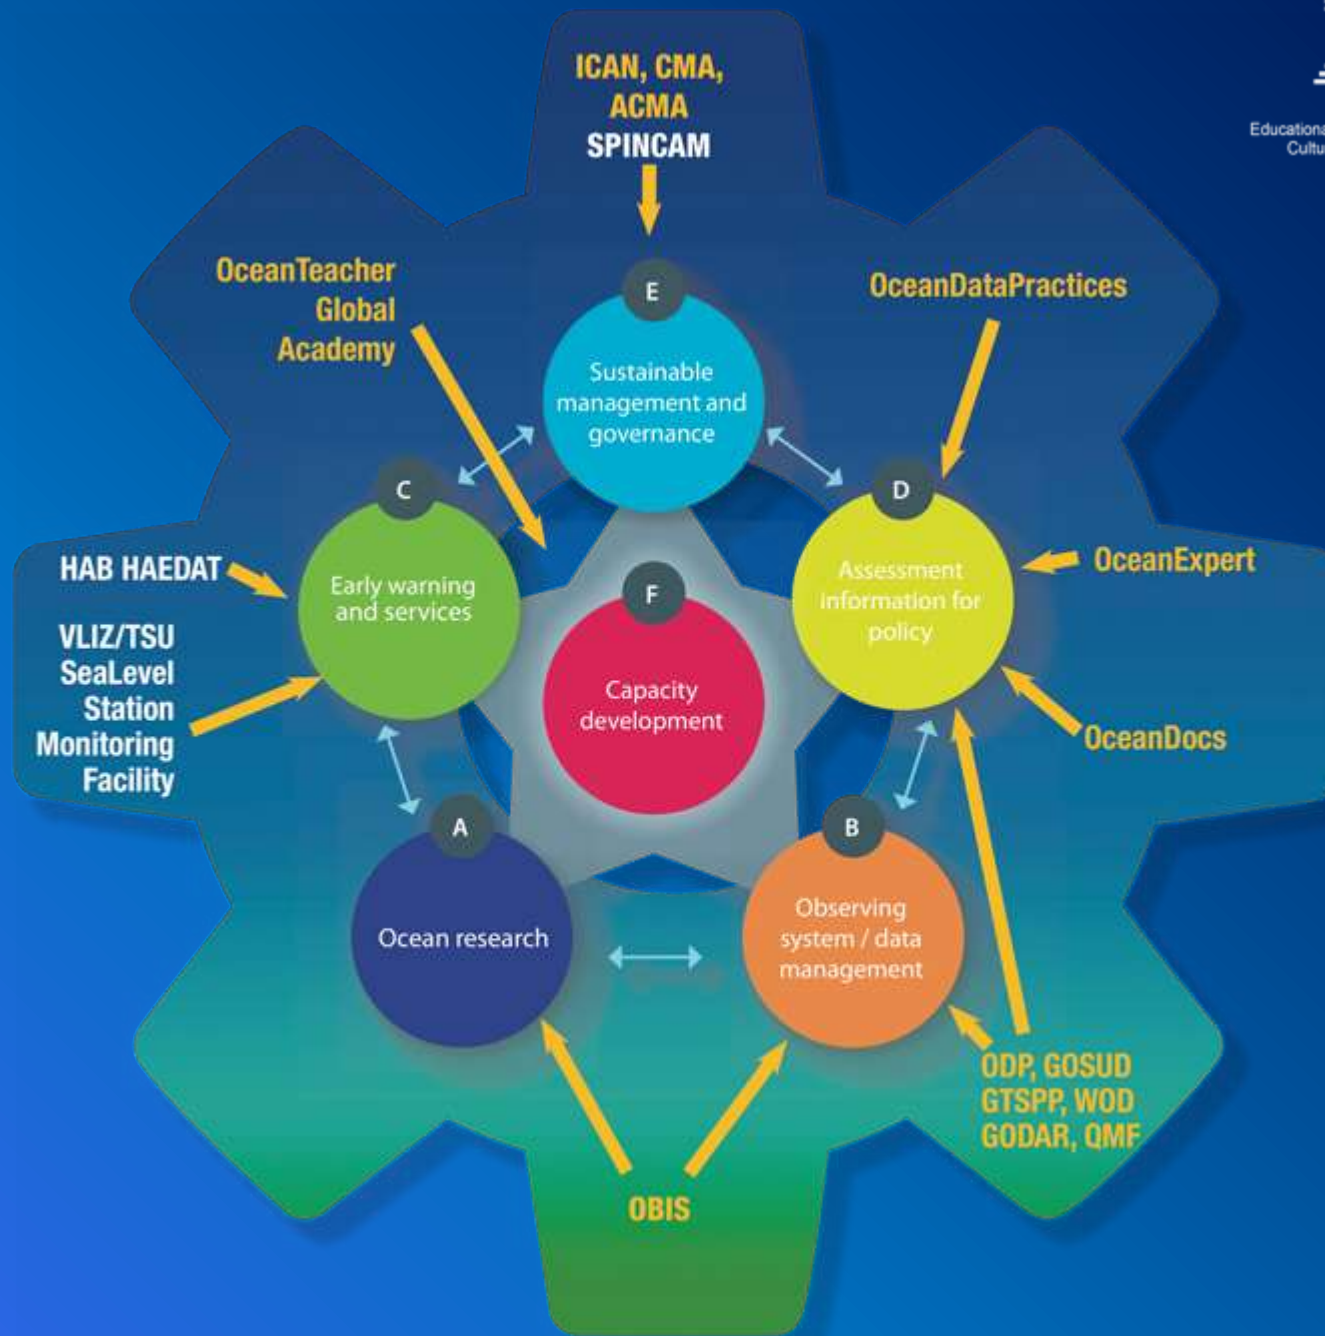 ICAN, CMA,
ACMA
SPINCAM
Educational
Cultu
OceanTeacher
Global
Academy
OceanDataPractices
E
Sustainable
management and
governance
C
Early warning
and services
D
Assessment
information for
policy
HAB HAEDAT
OceanExpert
F
Capacity
development
VLIZ/TSU
SeaLevel
Station
Monitoring
Facility
OceanDocs
A
Ocean research
B
Observing
system / data
management
ODP, GOSUD
GTSPP, WOD
GODAR, QMF
OBIS